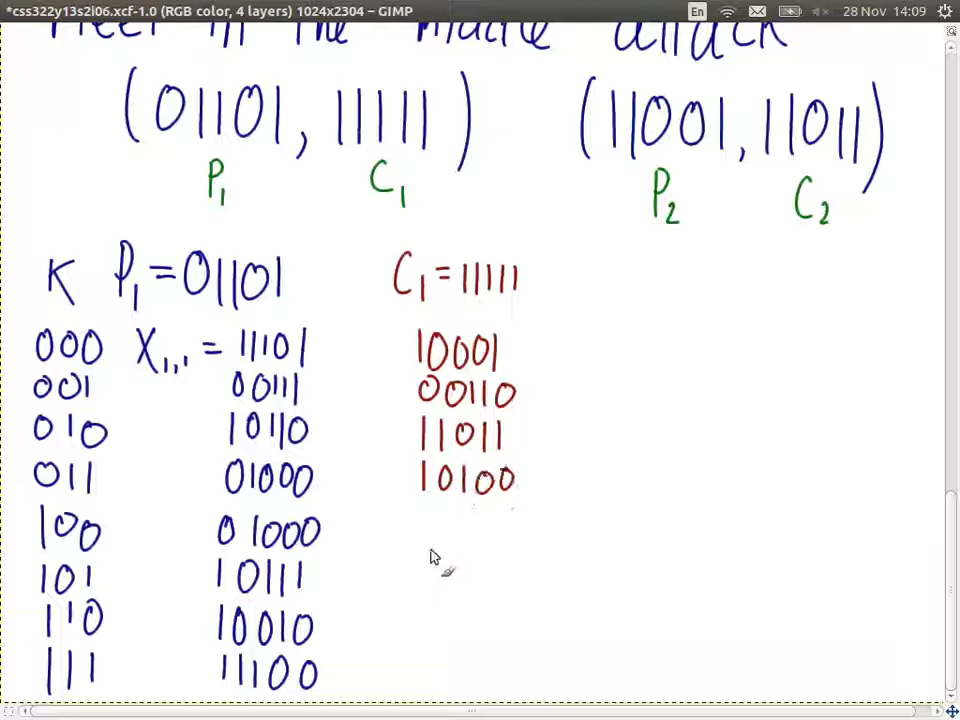 *css322y13s2i06.xcf-1.0 (RGB color, 4 layers) 1024x2304 – GIMP En 28 Nov 14:09
Meet in the middle attack
(01101, 11111) (11001, 11011)
P1 C1 P2 C2
K P1 = 01101 C1 = 11111
000 X1,1 = 11101 10001
001 00111 00110
010 10110 11011
011 01000 10100
100 01000
101 10111
110 10010
111 11100